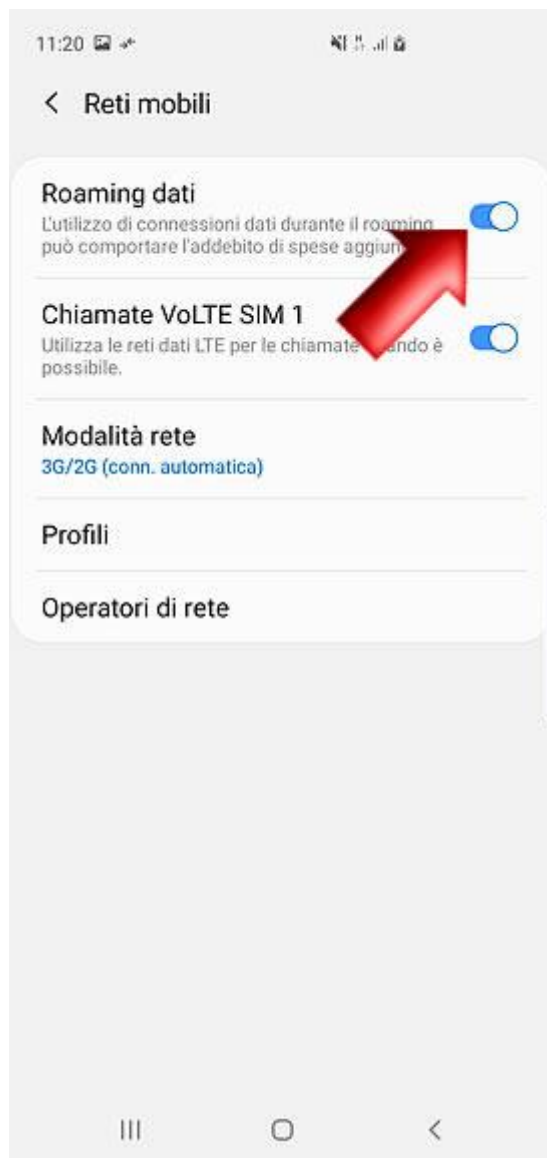 11:20
Reti mobili
Roaming dati
L'utilizzo di connessioni dati durante il roaming
può comportare l'addebito di spese
Chiamate VoLTE SIM 1
Utilizza le reti dati LTE per le chiamate è
possibile.
Modalità rete
3G/2G (conn. automatica)
Profili
Operatori di rete